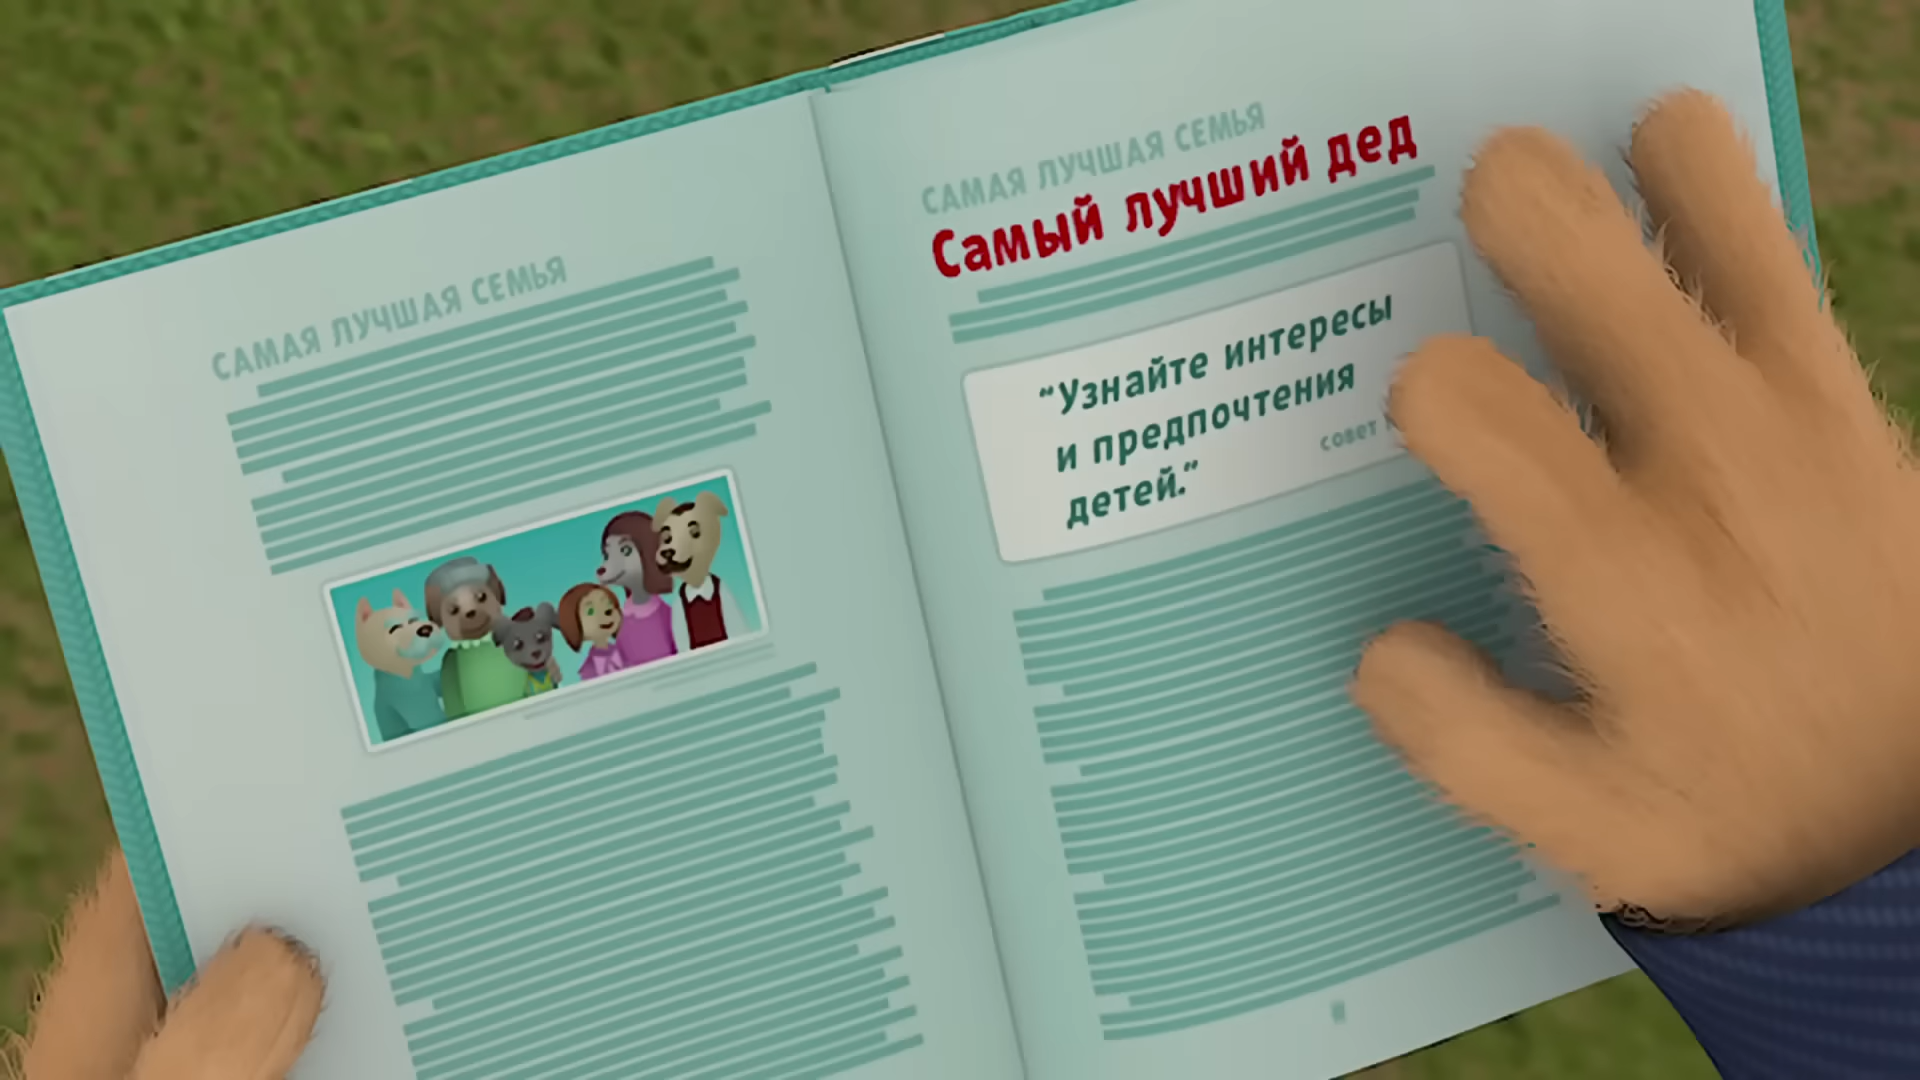 САМАЯ ЛУЧШАЯ СЕМЬЯ
САМАЯ ЛУЧШАЯ СЕМЬЯ
Самый лучший дед
“Узнайте интересы
и предпочтения
детей.”
совет